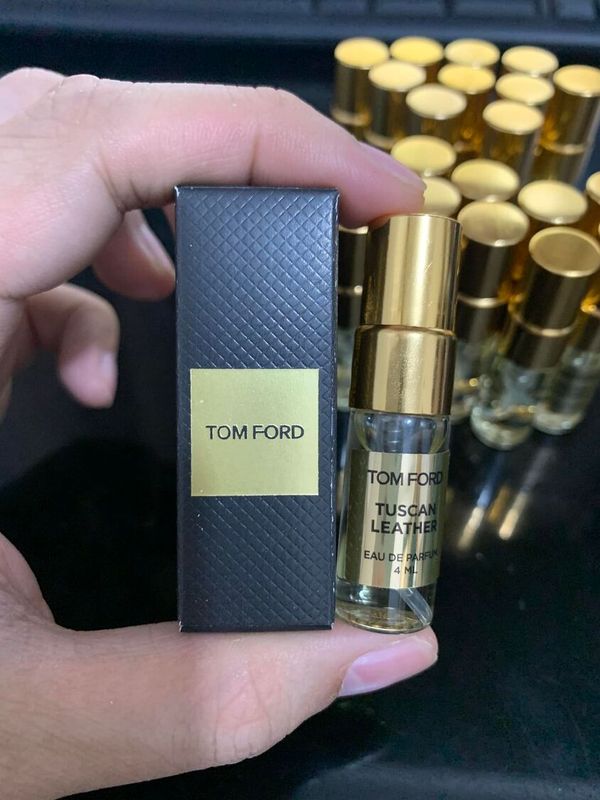 TOM FORD
TOM FORD
TUSCAN
LEATHER
EAU DE PARFUM
4 ML